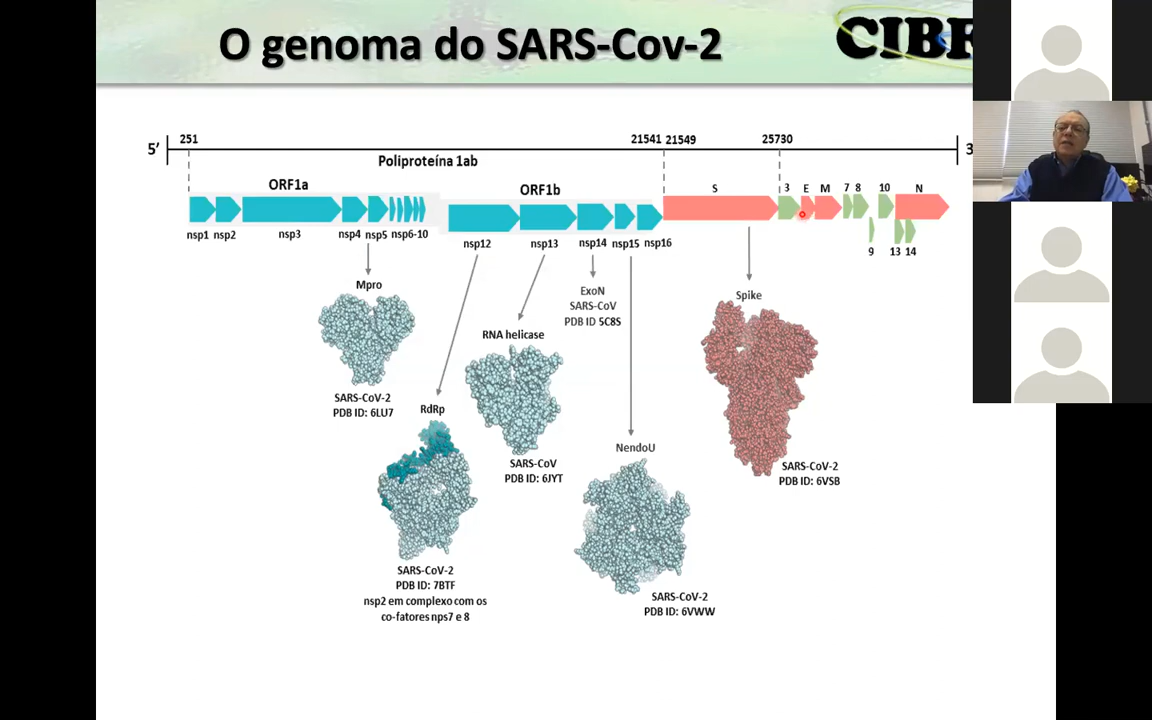 O genoma do SARS-Cov-2
251
21541
21549
25730
5’
Poliproteína 1ab
ORF1a
ORF1b
S
3
E
M
7
8
10
N
nsp1
nsp2
nsp3
nsp4
nsp5
nsp6-10
nsp12
nsp13
nsp14
nsp15
nsp16
9
13
14
Mpro
SARS-CoV-2
PDB ID: 6LU7
RdRp
SARS-CoV-2
PDB ID: 7BTF
nsp2 em complexo com os
co-fatores nps7 e 8
RNA helicase
SARS-CoV
PDB ID: 6JYT
ExoN
SARS-CoV
PDB ID 5C8S
NendoU
SARS-CoV-2
PDB ID: 6VWW
Spike
SARS-CoV-2
PDB ID: 6VSB